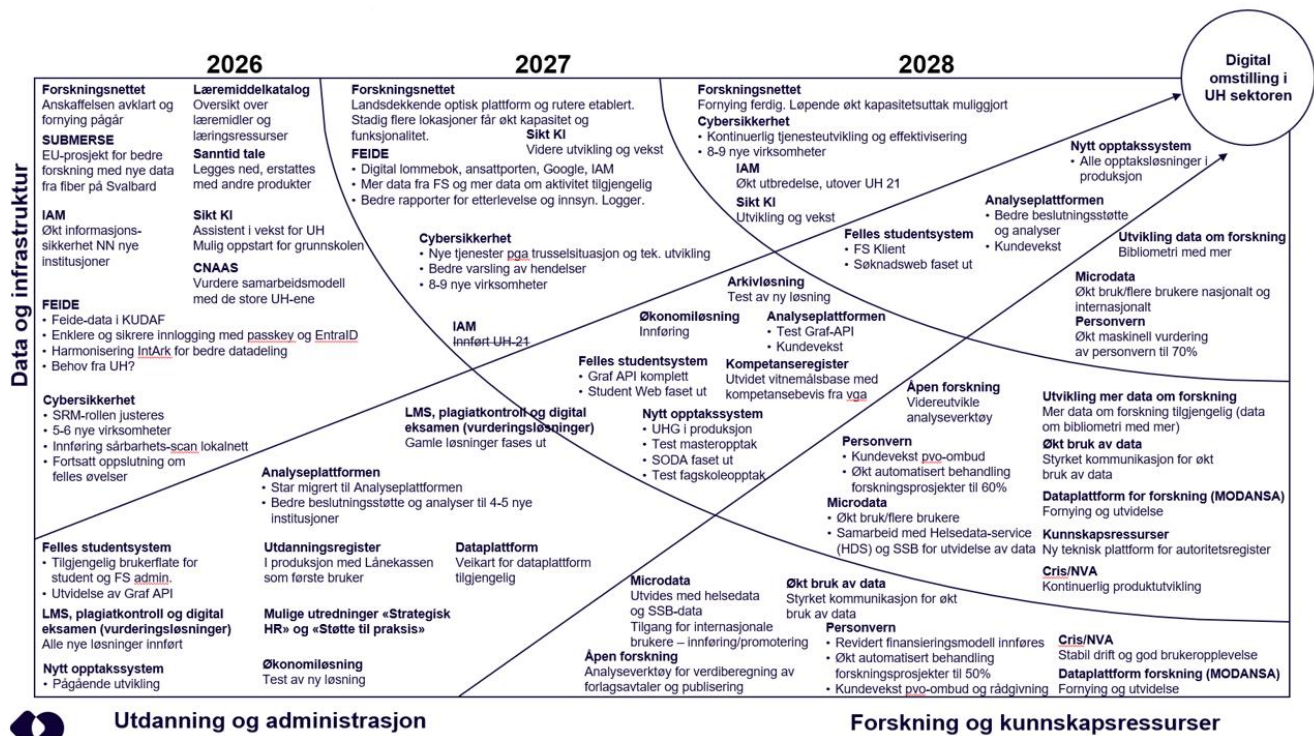 2026
2027
2028
Digital
omstilling i
UH sektoren
Data og infrastruktur
Forskningsnettet
Anskaffelsen avklart og
fornying pågår
SUBMERSE
EU-prosjekt for bedre
forskning med nye data
fra fiber på Svalbard
IAM
Økt informasjons-
sikkerhet NN nye
institusjoner
Læremiddelkatalog
Oversikt over
læremidler og
læringsressurser
Sanntid tale
Legges ned, erstattes
med andre produkter
Sikt KI
Assistent i vekst for UH
Mulig oppstart for grunnskolen
CNAAS
Vurdere samarbeidsmodell
med de store UH-ene
FEIDE
• Feide-data i KUDAF
• Enklere og sikrere innlogging med passkey og EntraID
• Harmonisering IntArk for bedre datadeling
• Behov fra UH?
Cybersikkerhet
• SRM-rollen justeres
• 5-6 nye virksomheter
• Innføring sårbarhets-scan lokalnett
• Fortsatt oppslutning om
felles øvelser
Forskningsnettet
Landsdekkende optisk plattform og rutere etablert.
Stadig flere lokasjoner får økt kapasitet og
funksjonalitet.
Sikt KI
Videre utvikling og vekst
FEIDE
• Digital lommebok, ansattporten, Google, IAM
• Mer data fra FS og mer data om aktivitet tilgjengelig
• Bedre rapporter for etterlevelse og innsyn. Logger.
Cybersikkerhet
• Nye tjenester pga trusselsituasjon og tek. utvikling
• Bedre varsling av hendelser
• 8-9 nye virksomheter
IAM
Innført UH-21
Forskningsnettet
Fornying ferdig. Løpende økt kapasitetsuttak muliggjort
Cybersikkerhet
• Kontinuerlig tjenesteutvikling og effektivisering
• 8-9 nye virksomheter
IAM
Økt utbredelse, utover UH 21
Sikt KI
Utvikling og vekst
Nytt opptakssystem
• Alle opptaksløsninger i
produksjon
Analyseplattformen
• Bedre beslutningsstøtte
og analyser
• Kundevekst
Felles studentsystem
• FS Klient
• Søknadsweb faset ut
Utvikling data om forskning
Bibliometri med mer
Microdata
Økt bruk/flere brukere nasjonalt og
internasjonalt
Personvern
Økt maskinell vurdering
av personvern til 70%
Arkivløsning
Test av ny løsning
Økonomiløsning
Innføring
Analyseplattformen
• Test Graf-API
• Kundevekst
Felles studentsystem
• Graf API komplett
• Student Web faset ut
Kompetanseregister
Utvidet vitnemålsbase med
kompetansebevis fra vga
LMS, plagiatkontroll og digital
eksamen (vurderingsløsninger)
Gamle løsninger fases ut
Nytt opptakssystem
• UHG i produksjon
• Test masteropptak
• SODA faset ut
• Test fagskoleopptak
Åpen forskning
Videreutvikle
analyseverktøy
Utvikling mer data om forskning
Mer data om forskning tilgjengelig (data
om bibliometri med mer)
Personvern
• Kundevekst pvo-ombud
• Økt automatisert behandling
forskningsprosjekter til 60%
Økt bruk av data
Styrket kommunikasjon for økt
bruk av data
Microdata
• Økt bruk/flere brukere
• Samarbeid med Helsedata-service
(HDS) og SSB for utvidelse av data
Dataplattform for forskning (MODANSA)
Fornying og utvidelse
Kunnskapsressurser
Ny teknisk plattform for autoritetsregister
Cris/NVA
Kontinuerlig produktutvikling
Analyseplattformen
• Star migrert til Analyseplattformen
• Bedre beslutningsstøtte og analyser til 4-5 nye
institusjoner
Felles studentsystem
• Tilgjengelig brukerflate for
student og FS admin.
• Utvidelse av Graf API
Utdanningsregister
I produksjon med Lånekassen
som første bruker
Dataplattform
Veikart for dataplattform
tilgjengelig
LMS, plagiatkontroll og digital
eksamen (vurderingsløsninger)
Alle nye løsninger innført
Mulige utredninger «Strategisk
HR» og «Støtte til praksis»
Nytt opptakssystem
• Pågående utvikling
Økonomiløsning
Test av ny løsning
Microdata
Utvides med helsedata
og SSB-data
Tilgang for internasjonale
brukere – innføring/promotering
Åpen forskning
Analyseverktøy for verdiberegning av
forlagsavtaler og publisering
Økt bruk av data
Styrket kommunikasjon for økt
bruk av data
Personvern
• Revidert finansieringsmodell innføres
• Økt automatisert behandling
forskningsprosjekter til 50%
• Kundevekst pvo-ombud og rådgivning
Cris/NVA
Stabil drift og god brukeropplevelse
Dataplattform forskning (MODANSA)
Fornying og utvidelse
Utdanning og administrasjon
Forskning og kunnskapsressurser